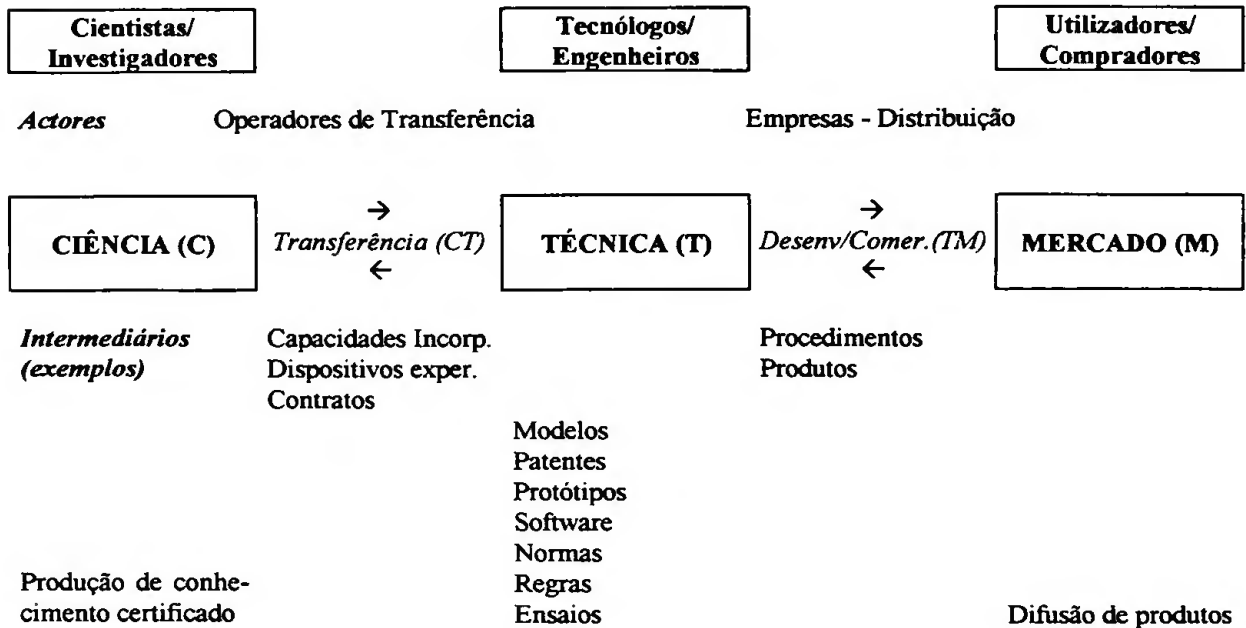 Cientistas/
Investigadores
Tecnólogos/
Engenheiros
Utilizadores/
Compradores
Actores
Operadores de Transferência
Empresas - Distribuição
CIÊNCIA (C)
→
Transferência (CT)
←
TÉCNICA (T)
→
Desenv/Comer.(TM)
←
MERCADO (M)
Intermediários
(exemplos)
Capacidades Incorp.
Dispositivos exper.
Contratos
Procedimentos
Produtos
Modelos
Patentes
Protótipos
Software
Normas
Regras
Ensaios
Produção de conhe-
cimento certificado
Difusão de produtos